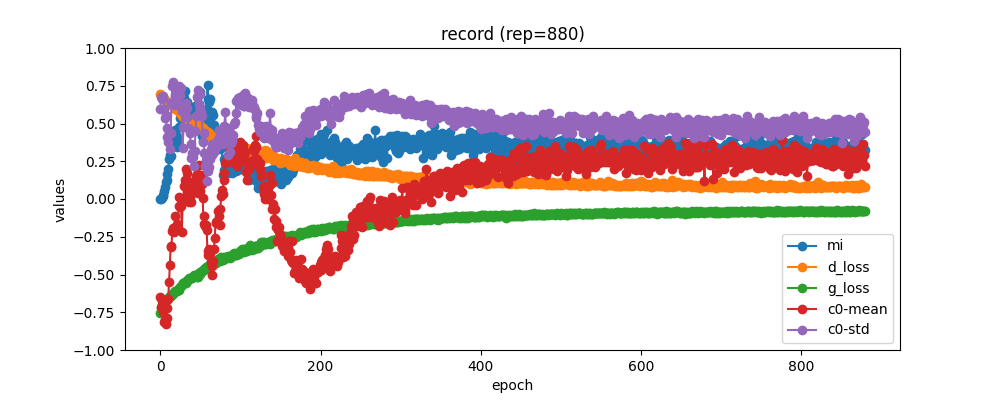 record (rep=880)
1.00
0.75
0.50
0.25
0.00
−0.25
−0.50
−0.75
−1.00
values
0 200 400 600 800
epoch
mi
d_loss
g_loss
c0-mean
c0-std